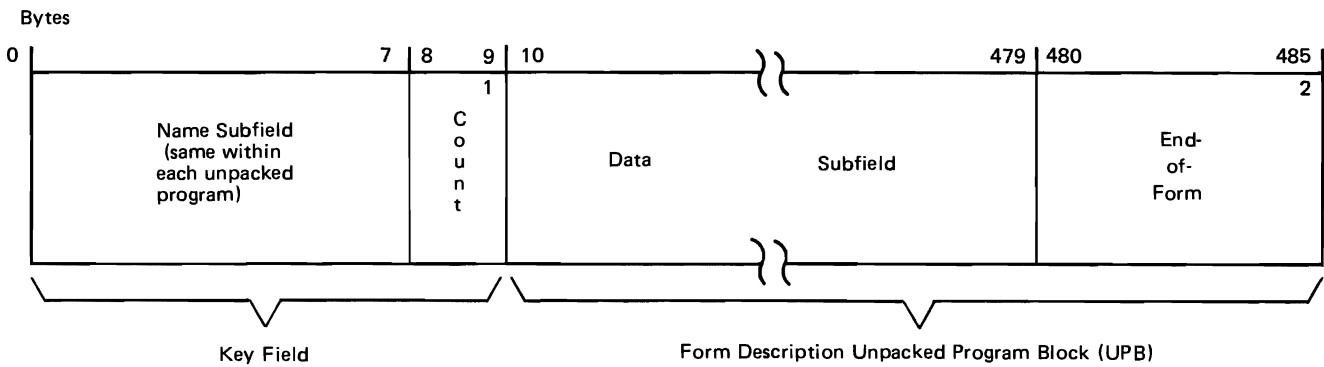 Bytes
0 7 8 9 10 479 480 485
1 2
Name Subfield
(same within
each unpacked
program)
C
o
u
n
t
Data Subfield
End-
of-
Form
Key Field Form Description Unpacked Program Block (UPB)